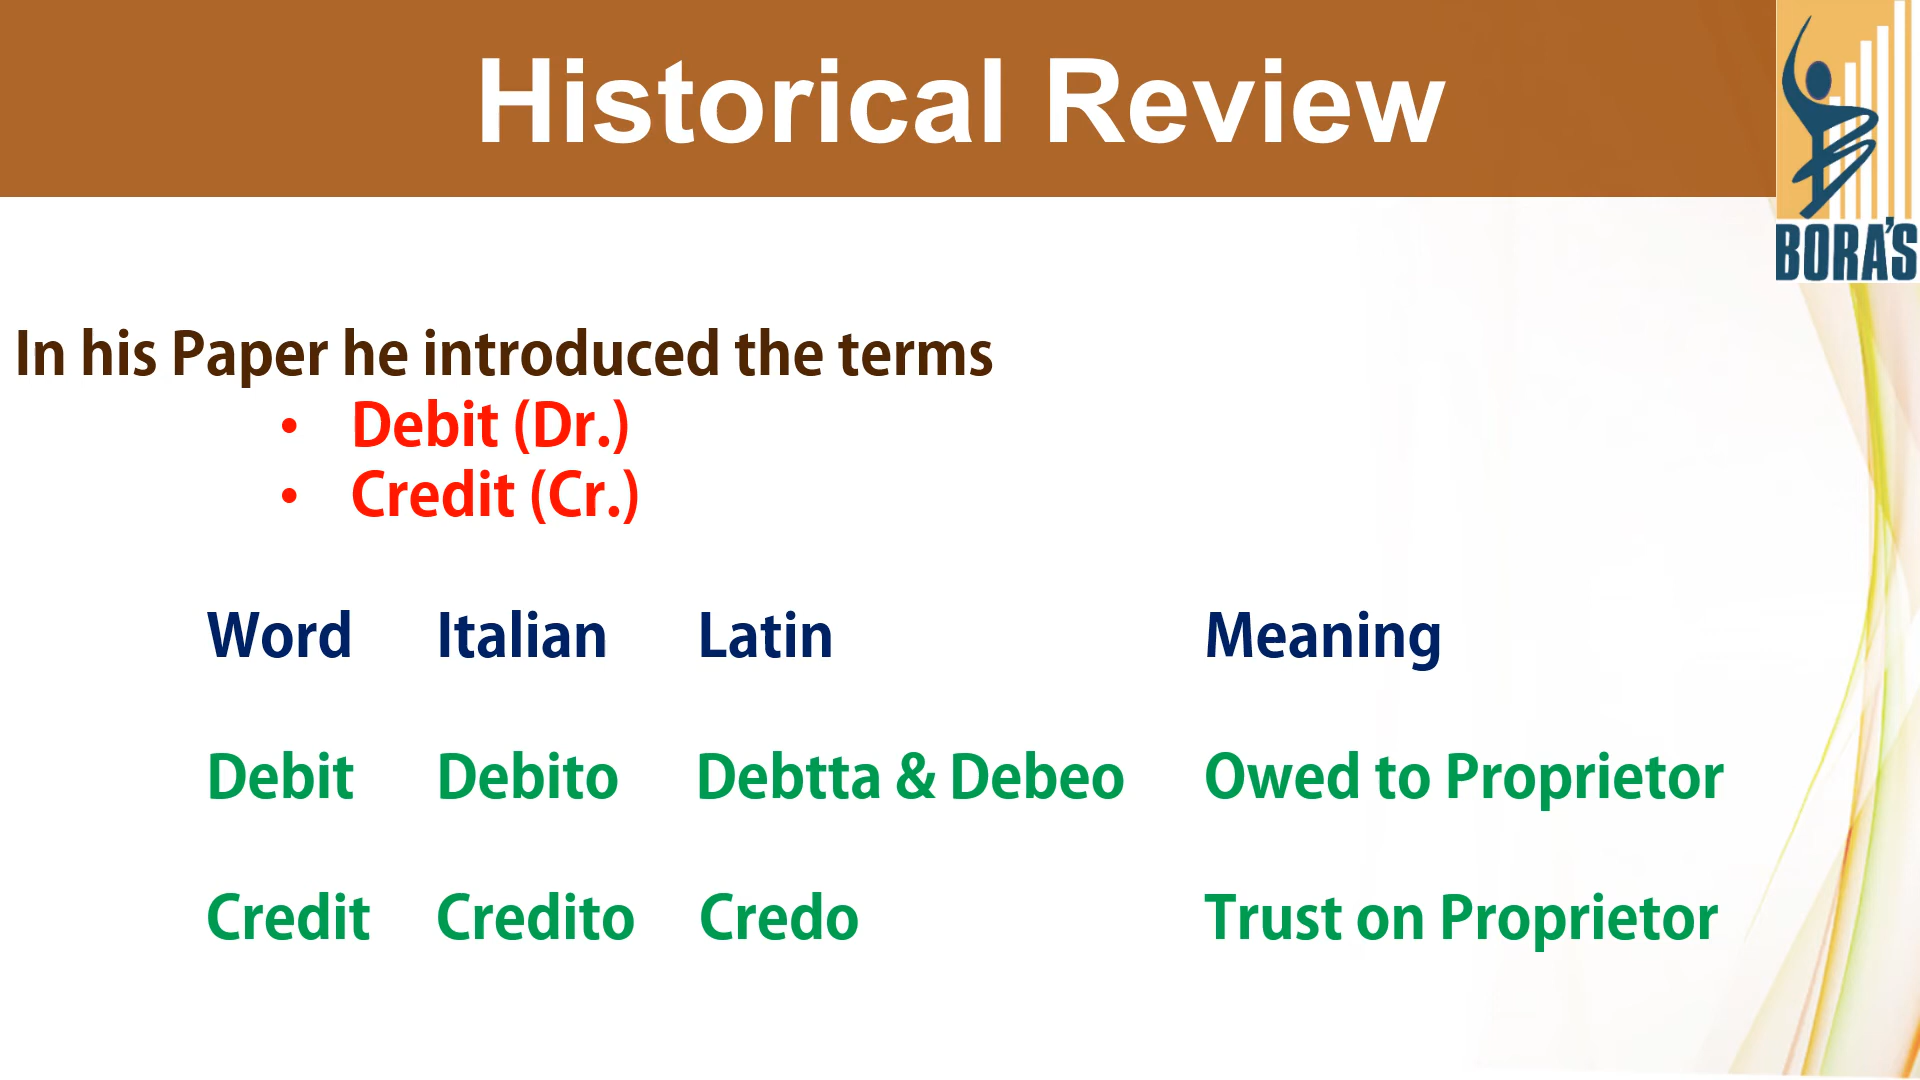 Historical Review
BORA'S
In his Paper he introduced the terms
• Debit (Dr.)
• Credit (Cr.)
Word Italian Latin Meaning
Debit Debito Debtta & Debeo Owed to Proprietor
Credit Credito Credo Trust on Proprietor